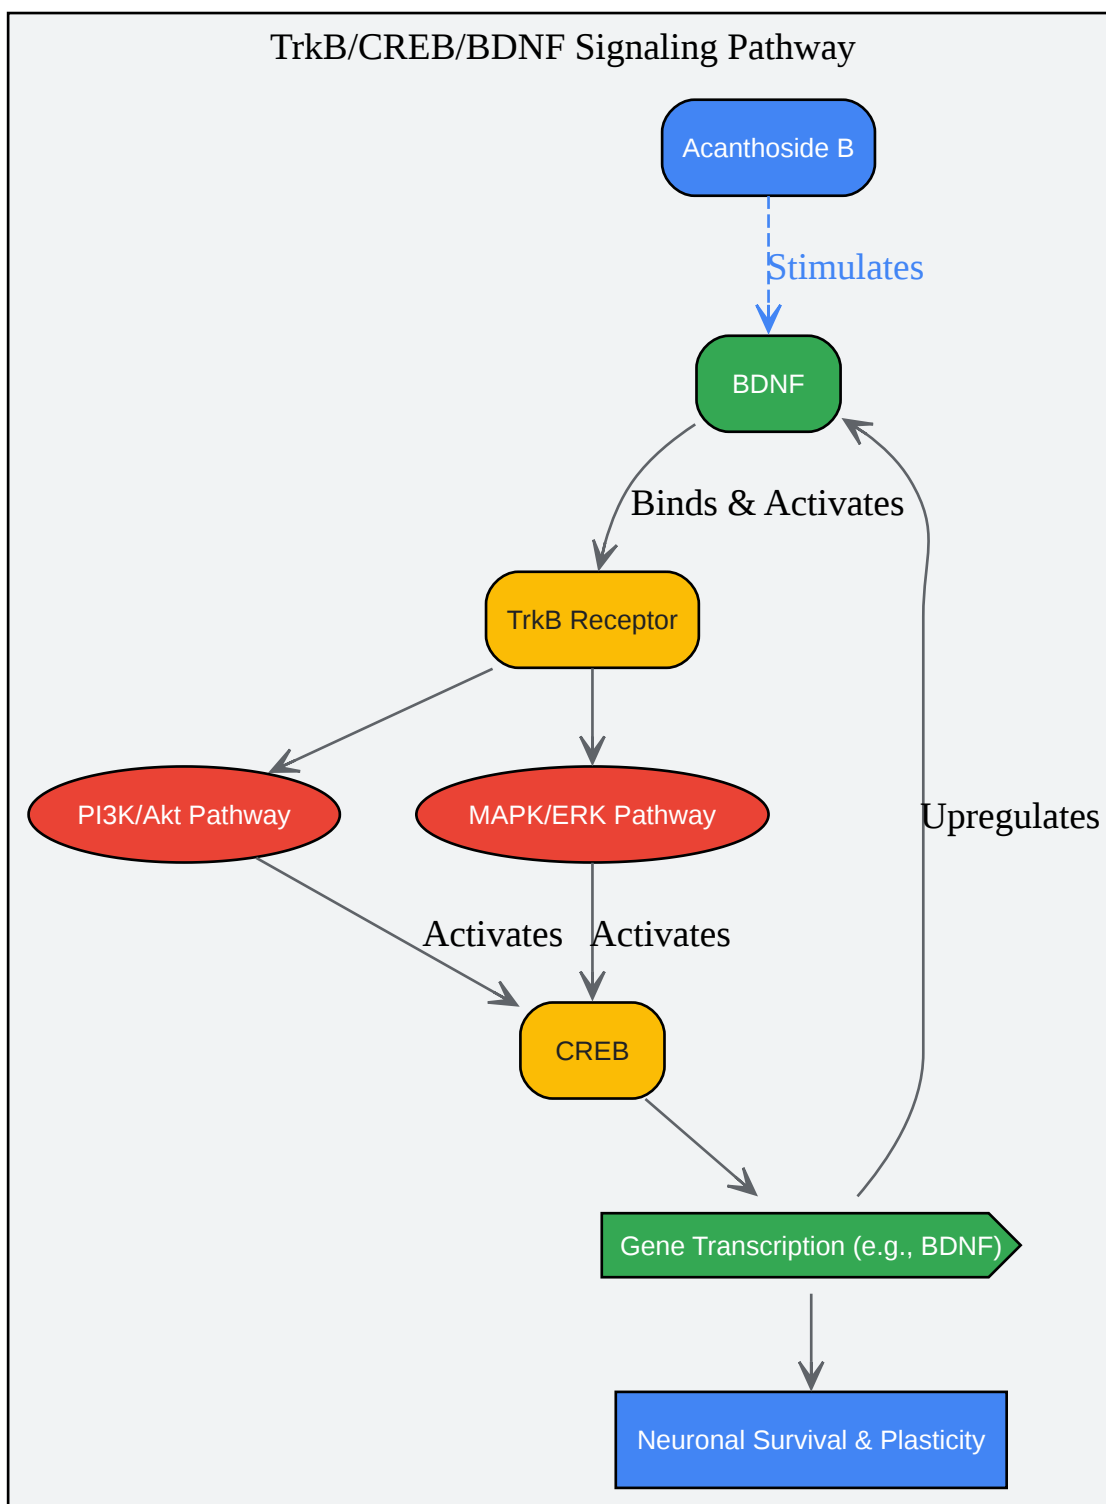 TrkB/CREB/BDNF Signaling Pathway
Acanthoside B
Stimulates
BDNF
Binds & Activates
TrkB Receptor
PI3K/Akt Pathway
MAPK/ERK Pathway
Upregulates
Activates
Activates
CREB
Gene Transcription (e.g., BDNF)
Neuronal Survival & Plasticity